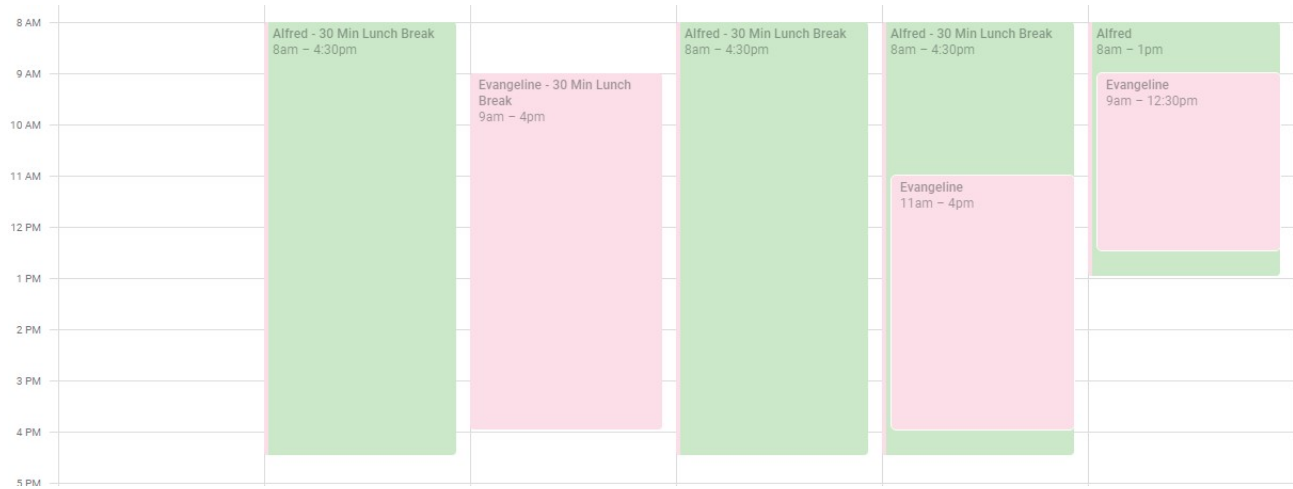 8 AM
9 AM
10 AM
11 AM
12 PM
1 PM
2 PM
3 PM
4 PM
5 PM
Alfred - 30 Min Lunch Break
8am – 4:30pm
Evangeline - 30 Min Lunch
Break
9am – 4pm
Alfred - 30 Min Lunch Break
8am – 4:30pm
Alfred - 30 Min Lunch Break
8am – 4:30pm
Evangeline
11am – 4pm
Alfred
8am – 1pm
Evangeline
9am – 12:30pm